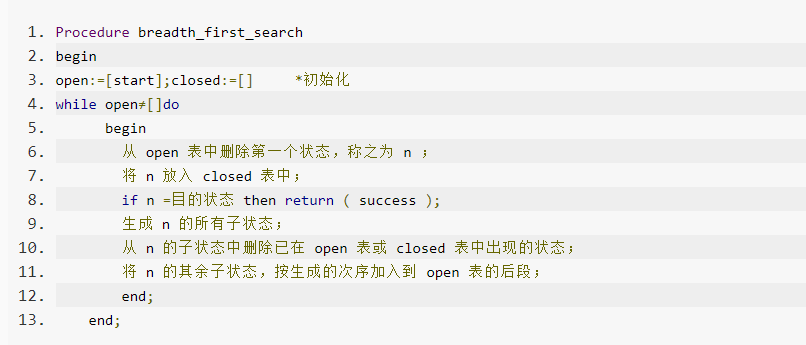 1. Procedure breadth_first_search
2. begin
3. open:=[start];closed:=[]     *初始化
4. while open≠[]do
5.       begin
6.         从 open 表中删除第一个状态，称之为 n ；
7.         将 n 放入 closed 表中；
8.         if n =目的状态 then return ( success );
9.         生成 n 的所有子状态；
10.         从 n 的子状态中删除已在 open 表或 closed 表中出现的状态；
11.         将 n 的其余子状态，按生成的次序加入到 open 表的后段；
12.         end;
13.     end;